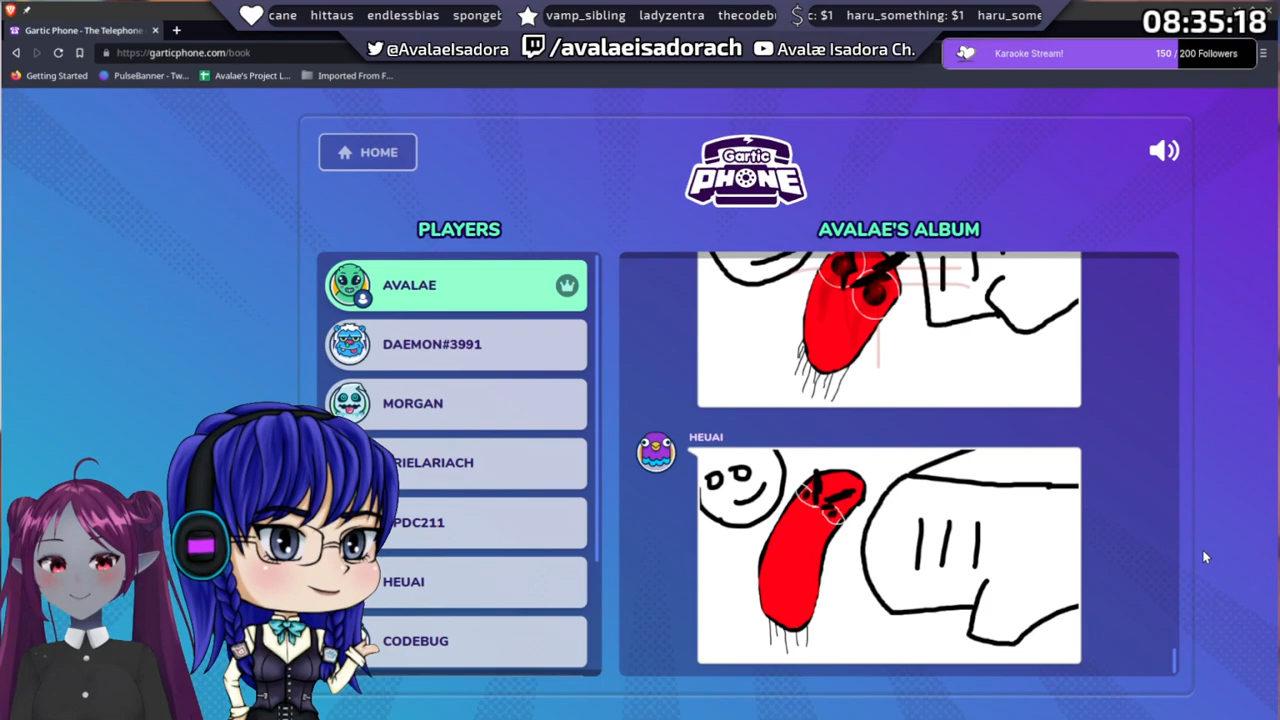 cane hittaus endlessbias spongeb
vamp_sibling ladyzentra thecodebu
c: $1 haru_something: $1 haru_some
08:35:18
Gartic Phone - The Telephone
@AvalaeIsadora
/avalaeisadorach
Avalæ Isadora Ch.
https://garticphone.com/book
Karaoke Stream!
150 / 200 Followers
Getting Started
PulseBanner - Tw...
Avalae's Project L...
Imported From F...
HOME
Gartic
PHONE
PLAYERS
AVALAE'S ALBUM
AVALAE
DAEMON#3991
MORGAN
HEUAI
RIELARIACH
PDC211
HEUAI
CODEBUG